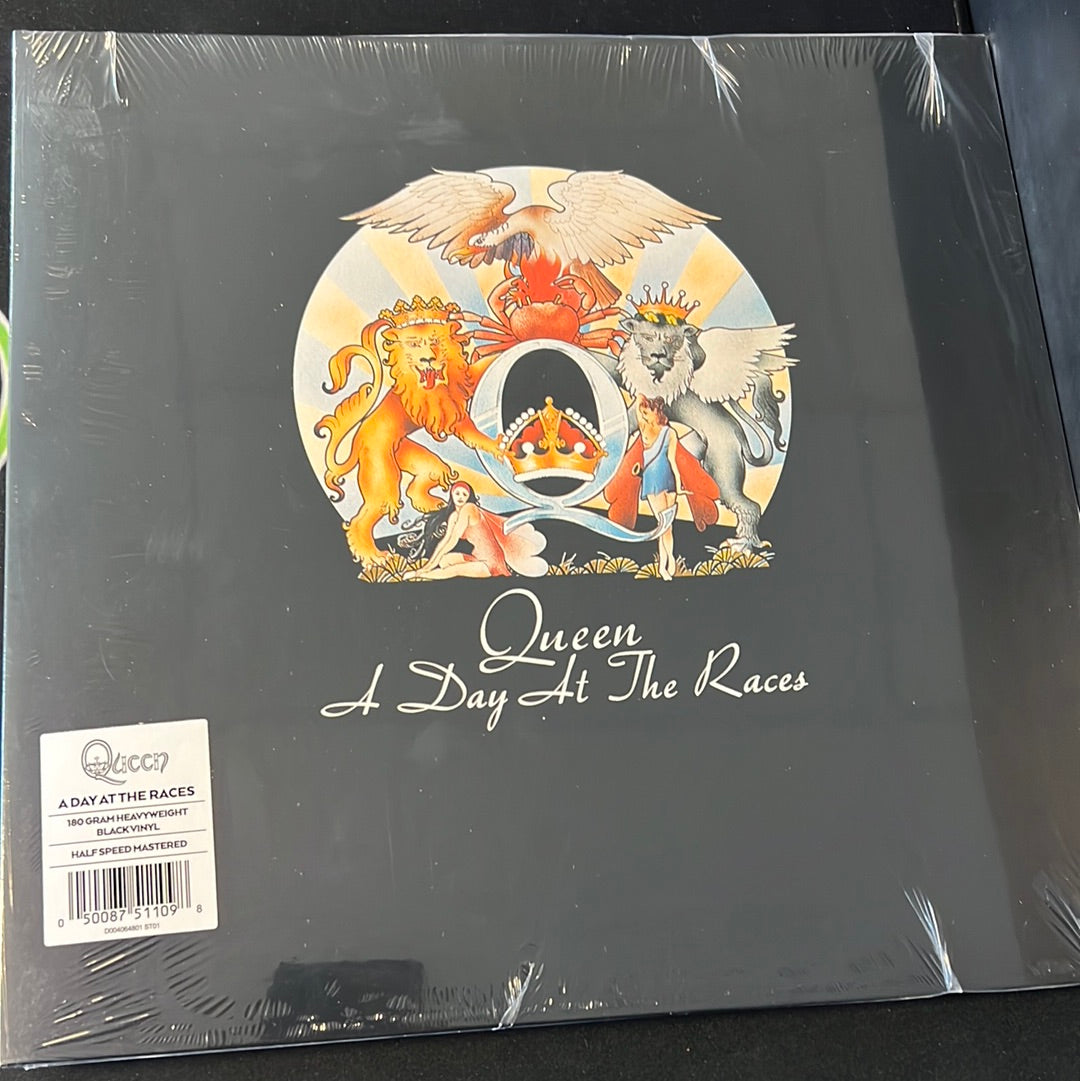 Queen
A Day At The Races
Queen
A DAY AT THE RACES
180 GRAM HEAVYWEIGHT
BLACK VINYL
HALF SPEED MASTERED
0 50087 51109 8
D004064801 ST01